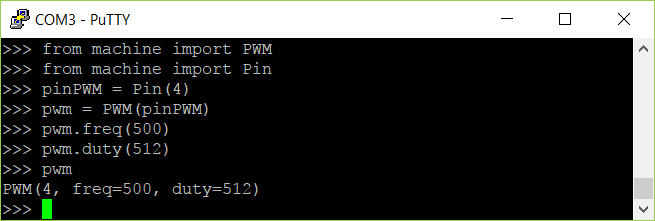 COM3 - PuTTY
>>> from machine import PWM
>>> from machine import Pin
>>> pinPWM = Pin(4)
>>> pwm = PWM(pinPWM)
>>> pwm.freq(500)
>>> pwm.duty(512)
>>> pwm
PWM(4, freq=500, duty=512)
>>>